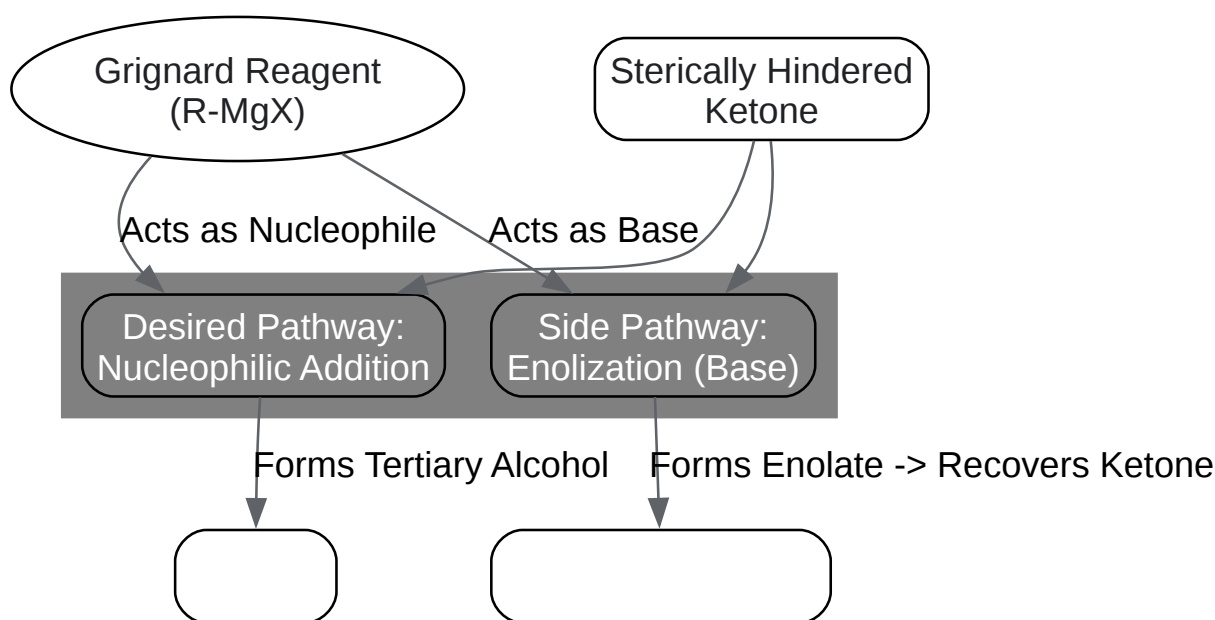 Grignard Reagent
(R-MgX)
Sterically Hindered
Ketone
Acts as Nucleophile
Acts as Base
Desired Pathway:
Nucleophilic Addition
Side Pathway:
Enolization (Base)
Forms Tertiary Alcohol
Forms Enolate -> Recovers Ketone